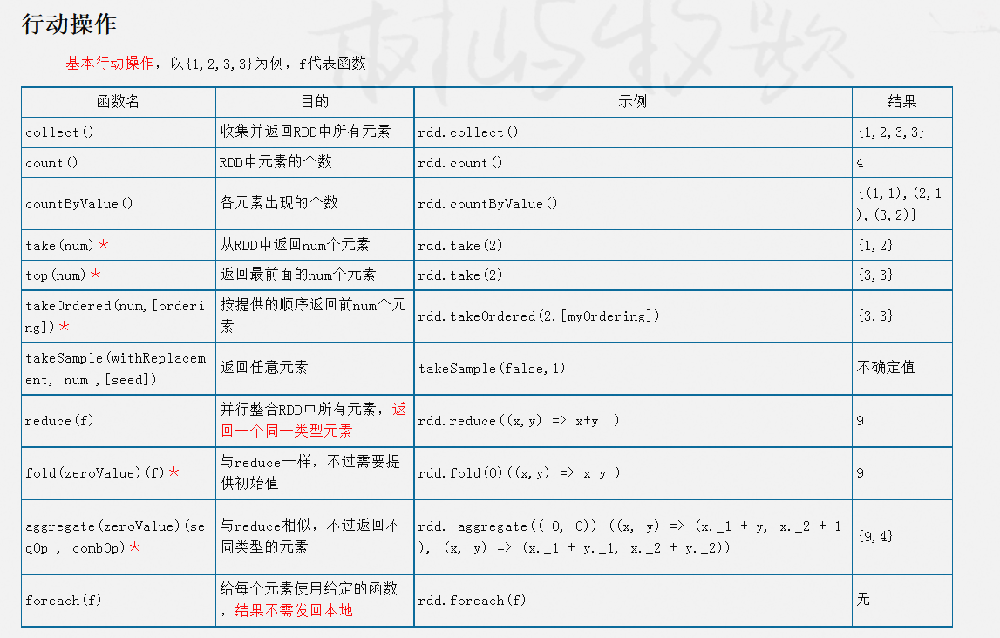 行动操作
基本行动操作，以{1,2,3,3}为例，f代表函数
函数名 目的 示例 结果
collect() 收集并返回RDD中所有元素 rdd.collect() {1,2,3,3}
count() RDD中元素的个数 rdd.count() 4
countByValue() 各元素出现的个数 rdd.countByValue() {(1,1),(2,1
),(3,2)}
take(num)* 从RDD中返回num个元素 rdd.take(2) {1,2}
top(num)* 返回最前面的num个元素 rdd.take(2) {3,3}
takeOrdered(num,[orderi
ng])* 按提供的顺序返回前num个元
素 rdd.takeOrdered(2,[myOrdering]) {3,3}
takeSample(withReplacem
ent, num ,[seed]) 返回任意元素 takeSample(false,1) 不确定值
reduce(f) 并行整合RDD中所有元素，返
回一个同一类型元素 rdd.reduce((x,y) => x+y ) 9
fold(zeroValue)(f)* 与reduce一样，不过需要提
供初始值 rdd.fold(0)((x,y) => x+y ) 9
aggregate(zeroValue)(se
qOp , combOp)* 与reduce相似，不过返回不
同类型的元素 rdd. aggregate(( 0, 0)) ((x, y) => (x._1 + y, x._2 + 1
), (x, y) => (x._1 + y._1, x._2 + y._2)) {9,4}
foreach(f) 给每个元素使用给定的函数
，结果不需发回本地 rdd.foreach(f) 无